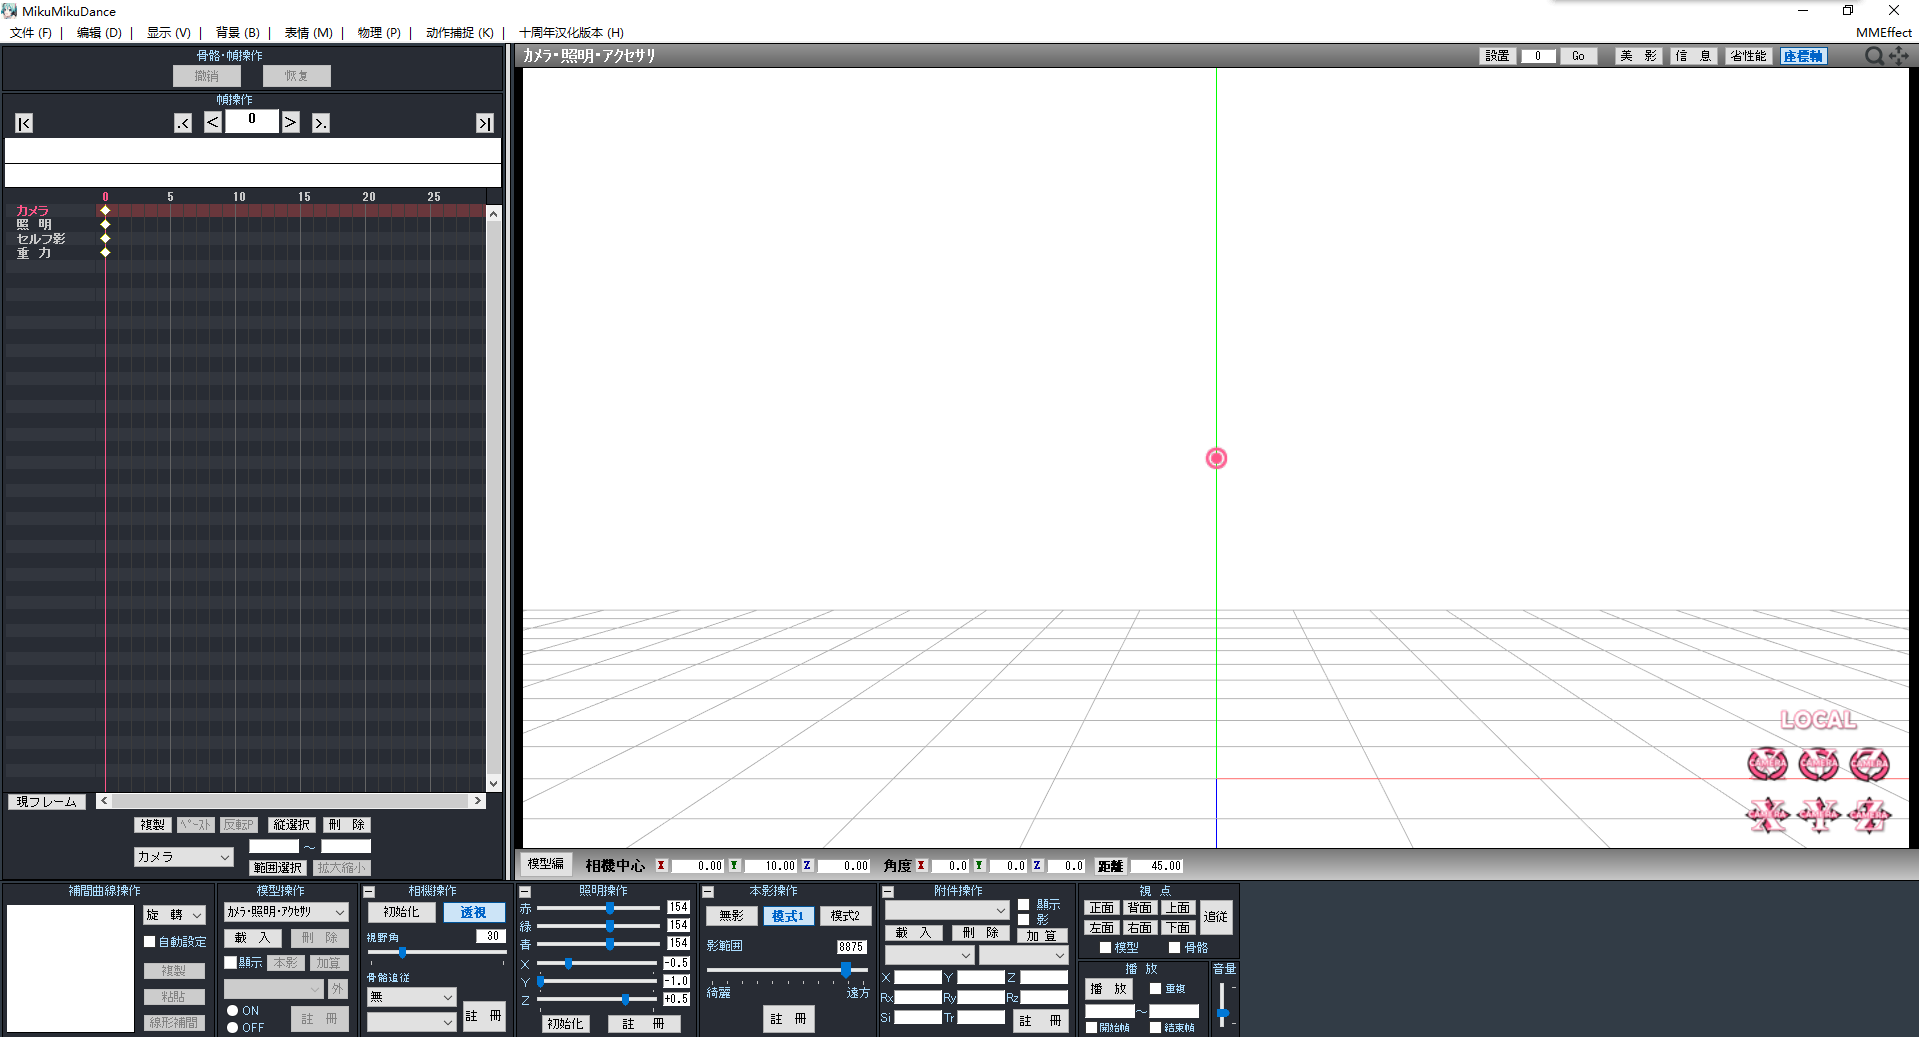 MikuMikuDance
文件 (F) | 编辑 (D) | 显示 (V) | 背景 (B) | 表情 (M) | 物理 (P) | 动作捕捉 (K) | 十周年汉化版本 (H)
MMEffect
骨骼・幀操作
撤销 恢复
幀操作
|< .< < 0 > >. >|
0 5 10 15 20 25
カメラ
照 明
セルフ影
重 力
現フレーム
複製 ﾍﾟｰｽﾄ 反転P 縦選択 刪 除
カメラ ～
範囲選択 拡大縮小
カメラ・照明・アクセサリ
設置 0 Go 美 影 信 息 省性能 座標軸
LOCAL
CAMERA CAMERA CAMERA
X Y Z
模型編 相機中心 X 0.00 Y 10.00 Z 0.00 角度 X 0.0 Y 0.0 Z 0.0 距離 45.00
補間曲線操作
旋 轉
自動設定
複製
粘貼
線形補間
模型操作
ｶﾒﾗ・照明・ｱｸｾｻﾘ
載 入 刪 除
顯示 本影 加算
外
ON
OFF
註 冊
相機操作
初始化 透視
視野角 30
骨骼追従
無
註 冊
照明操作
赤 154
緑 154
青 154
X -0.5
Y -1.0
Z +0.5
初始化 註 冊
本影操作
無影 模式1 模式2
影範囲 8875
綺麗 遠方
註 冊
附件操作
顯示
影
載 入 刪 除 加算
X Y Z
Rx Ry Rz
Si Tr 註 冊
視 点
正面 背面 上面
左面 右面 下面
追従
模型 骨骼
播 放
播 放 重複
～
開始幀 結束幀
音量